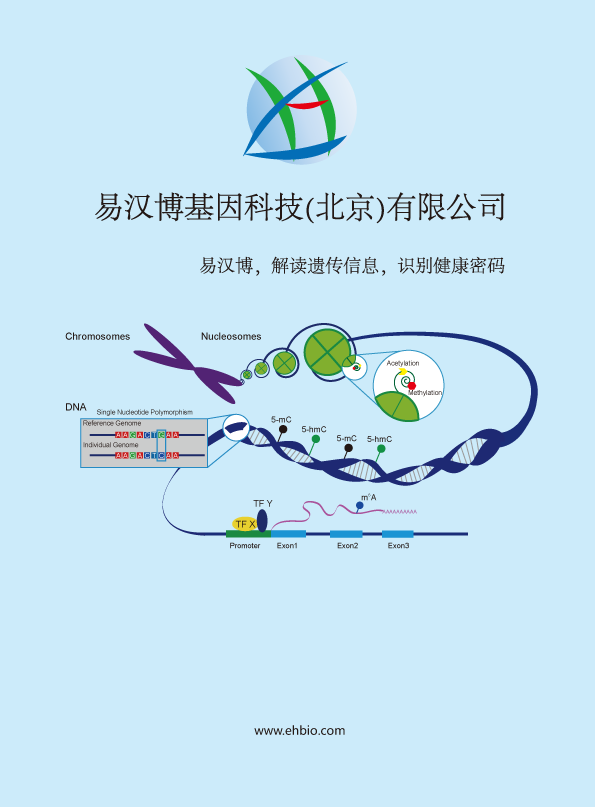 易汉博基因科技(北京)有限公司
易汉博，解读遗传信息，识别健康密码
Chromosomes
Nucleosomes
Acetylation
Methylation
DNA
Single Nucleotide Polymorphism
Reference Genome
AAGACTGAA
Individual Genome
AAGACTCAA
5-mC
5-hmC
5-mC
5-hmC
TF Y
TF X
m⁶A
AAAAAAAAAA
Promoter
Exon1
Exon2
Exon3
www.ehbio.com